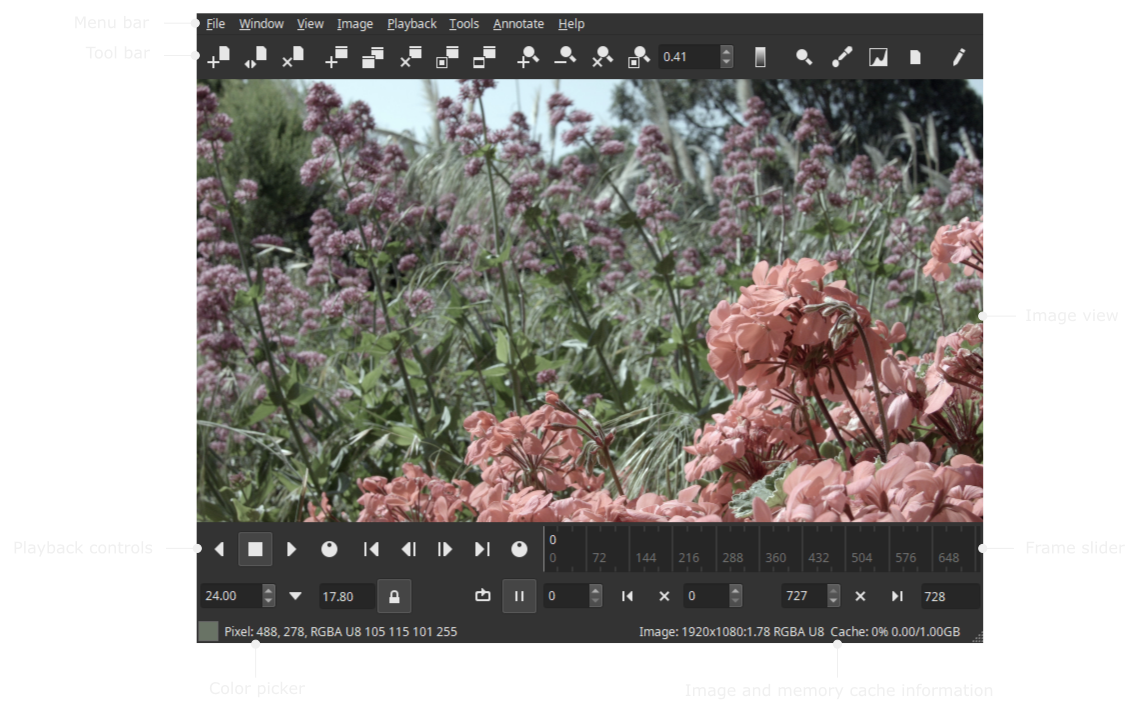 Menu bar
File Window View Image Playback Tools Annotate Help
Tool bar
0.41
Image view
Playback controls
0
0 72 144 216 288 360 432 504 576 648
Frame slider
24.00 17.80 0 0 727 728
Pixel: 488, 278, RGBA U8 105 115 101 255
Image: 1920x1080:1.78 RGBA U8 Cache: 0% 0.00/1.00GB
Color picker
Image and memory cache information